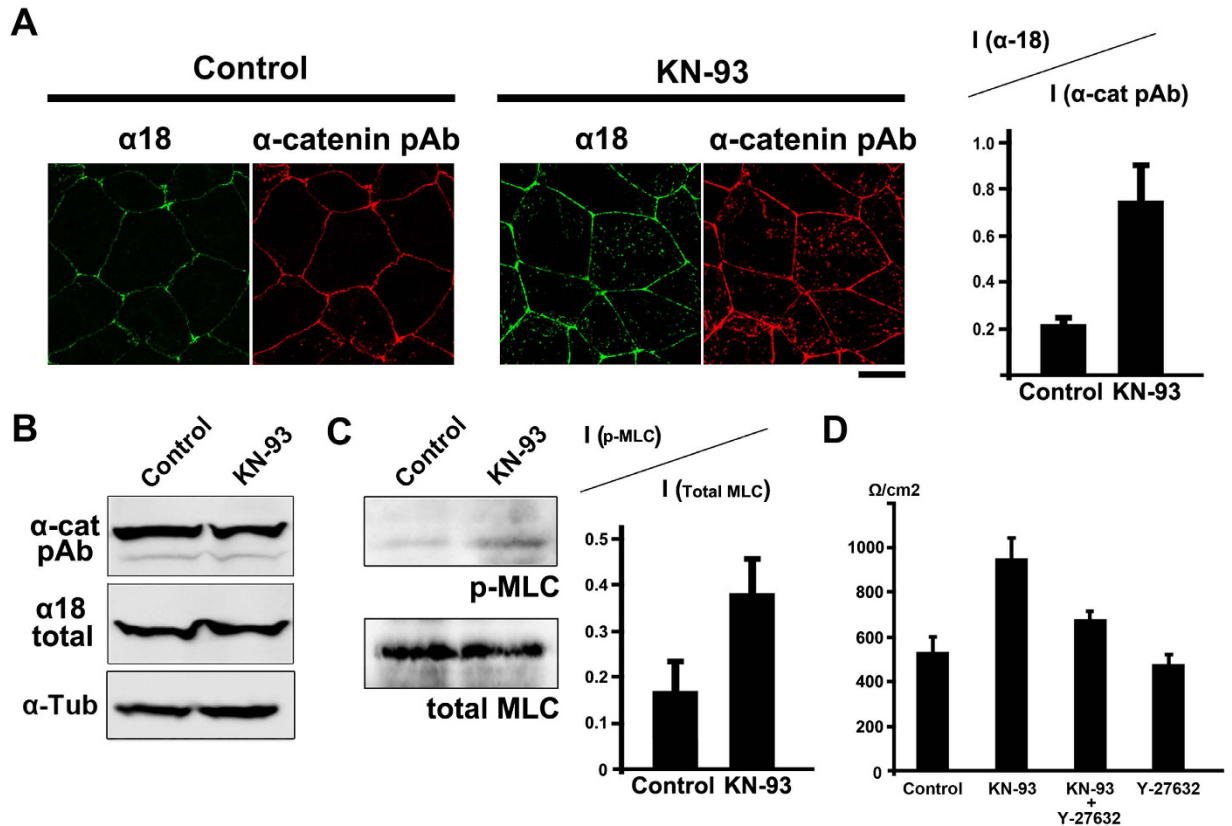 A
Control
KN-93
α18
α-catenin pAb
α18
α-catenin pAb
I (α-18)
I (α-cat pAb)
1.0
0.8
0.6
0.4
0.2
Control KN-93
B
Control
KN-93
α-cat
pAb
α18
total
α-Tub
C
Control
KN-93
p-MLC
total MLC
I (p-MLC)
I (Total MLC)
0.5
0.4
0.3
0.2
0.1
0
Control KN-93
D
Ω/cm2
1000
800
600
400
200
0
Control
KN-93
KN-93
+
Y-27632
Y-27632